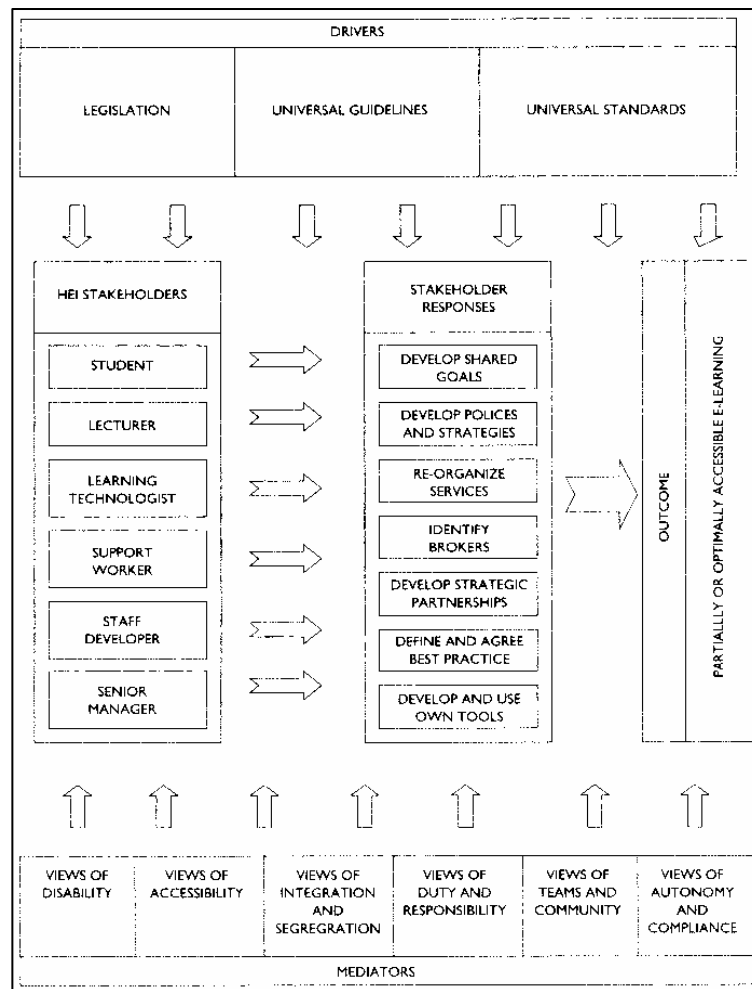 DRIVERS
LEGISLATION
UNIVERSAL GUIDELINES
UNIVERSAL STANDARDS
HEI STAKEHOLDERS
STUDENT
LECTURER
LEARNING
TECHNOLOGIST
SUPPORT
WORKER
STAFF
DEVELOPER
SENIOR
MANAGER
STAKEHOLDER
RESPONSES
DEVELOP SHARED
GOALS
DEVELOP POLICES
AND STRATEGIES
RE-ORGANIZE
SERVICES
IDENTIFY
BROKERS
DEVELOP STRATEGIC
PARTNERSHIPS
DEFINE AND AGREE
BEST PRACTICE
DEVELOP AND USE
OWN TOOLS
OUTCOME
PARTIALLLY OR OPTIMALLY ACCESSIBLE E-LEARNING
VIEWS OF
DISABILITY
VIEWS OF
ACCESSIBILITY
VIEWS OF
INTEGRATION
AND
SEGREGRATION
VIEWS OF
DUTY AND
RESPONSIBILITY
VIEWS OF
TEAMS AND
COMMUNITY
VIEWS OF
AUTONOMY
AND
COMPLIANCE
MEDIATORS